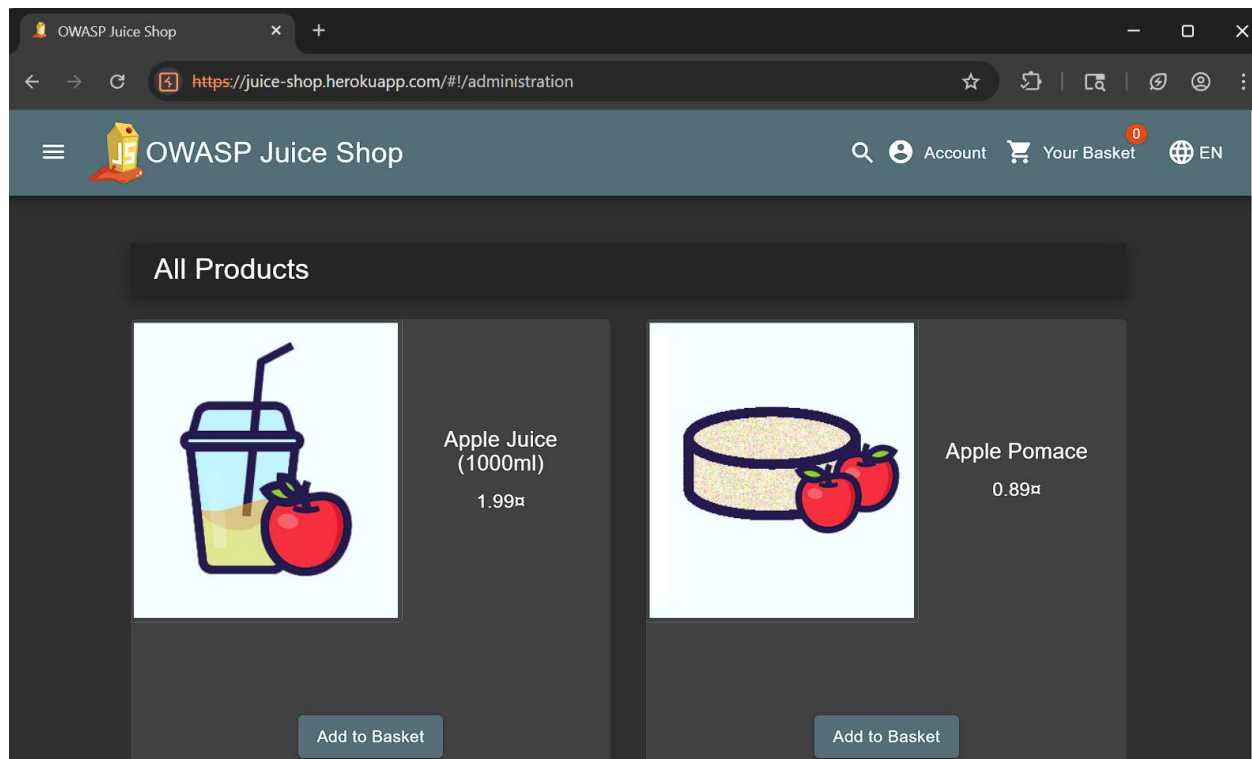 OWASP Juice Shop
https://juice-shop.herokuapp.com/#!/administration
JS OWASP Juice Shop
Account
0
Your Basket
EN
All Products
Apple Juice
(1000ml)
1.99¤
Apple Pomace
0.89¤
Add to Basket
Add to Basket